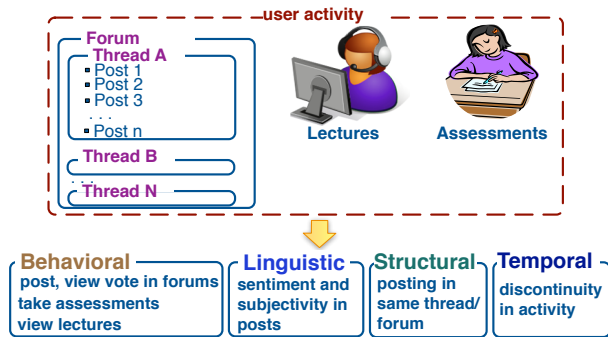 user activity
Forum
Thread A
Post 1
Post 2
Post 3
. . .
Post n
Thread B
. . .
Thread N
Lectures
Assessments
Behavioral
post, view vote in forums
take assessments
view lectures
Linguistic
sentiment and
subjectivity in
posts
Structural
posting in
same thread/
forum
Temporal
discontinuity
in activity